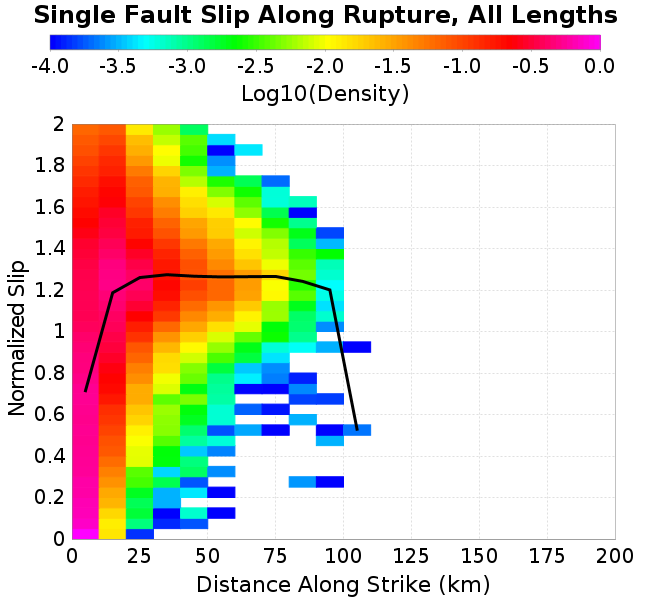 Single Fault Slip Along Rupture, All Lengths
-4.0 -3.5 -3.0 -2.5 -2.0 -1.5 -1.0 -0.5 0.0
Log10(Density)
2
1.8
1.6
1.4
1.2
1
0.8
0.6
0.4
0.2
0
Normalized Slip
0 25 50 75 100 125 150 175 200
Distance Along Strike (km)